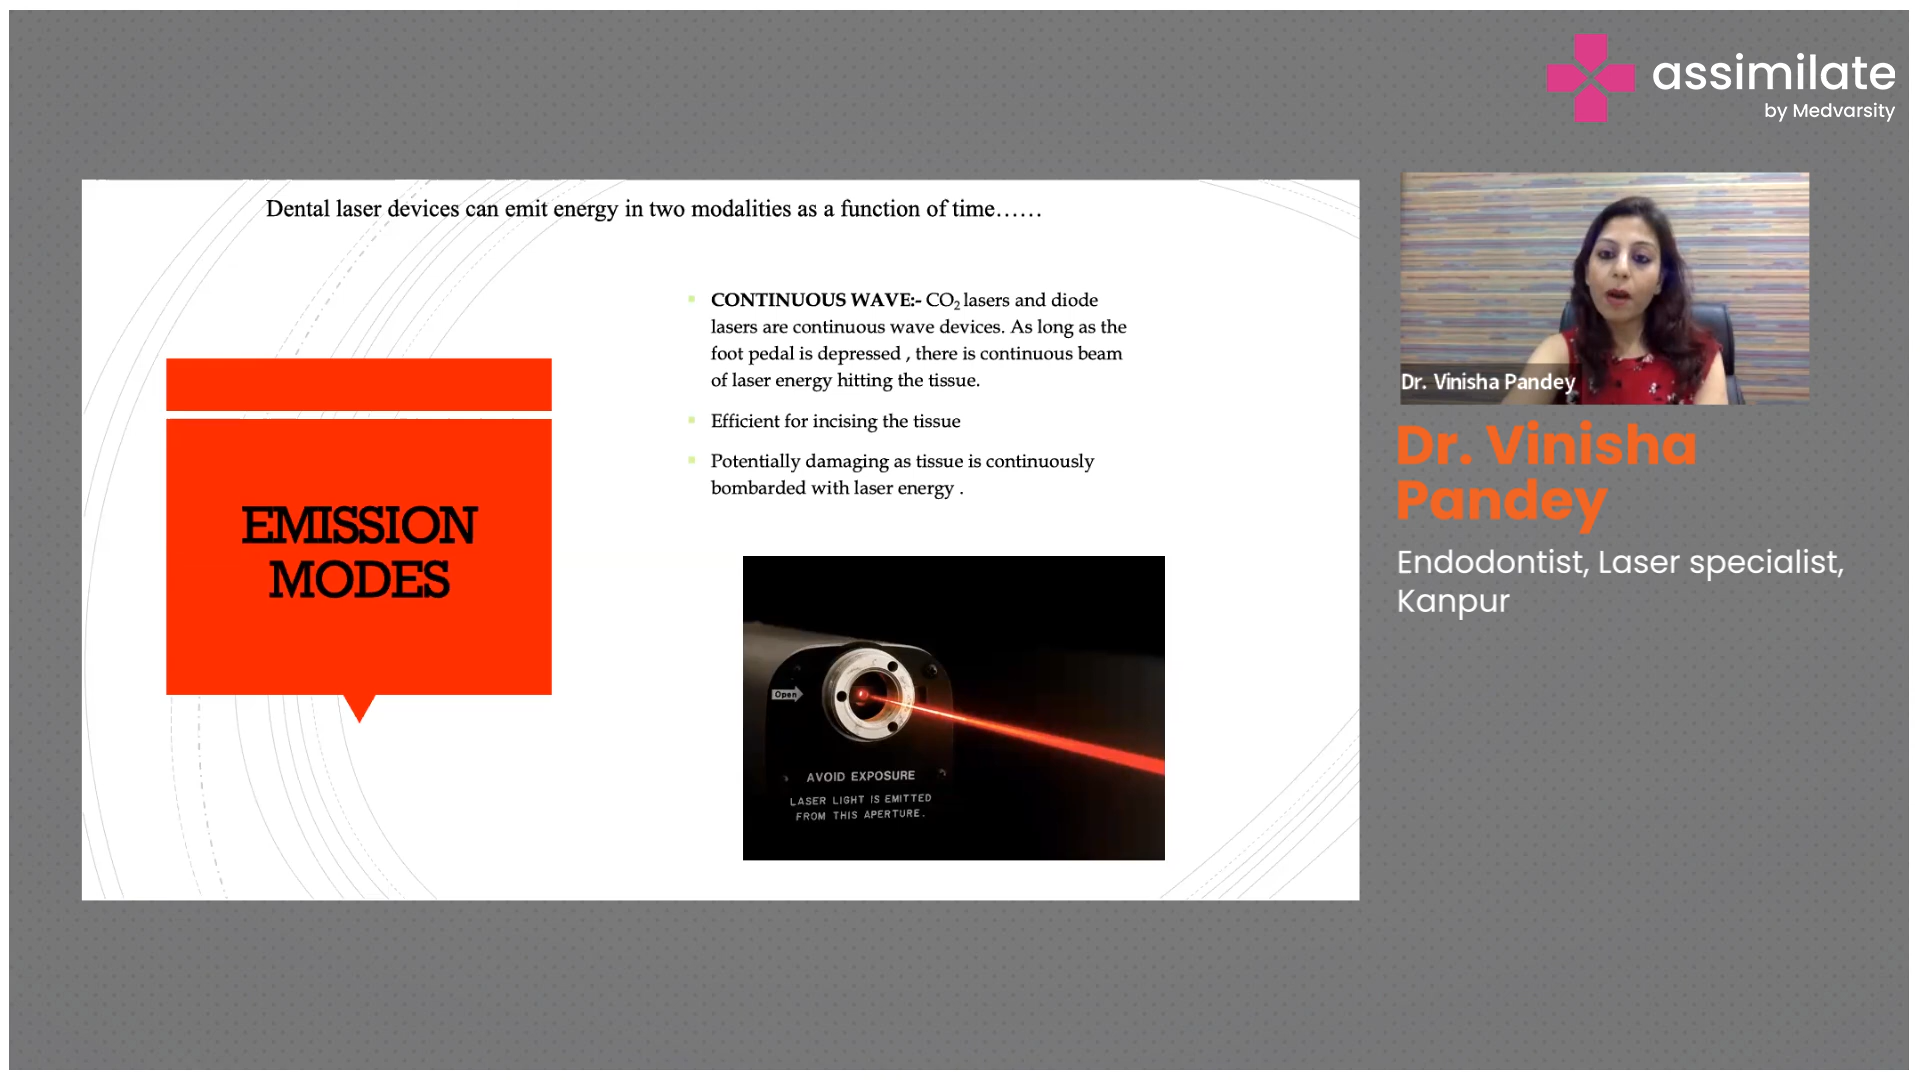 assimilate
by Medvarsity
Dental laser devices can emit energy in two modalities as a function of time……
EMISSION
MODES
CONTINUOUS WAVE:- CO₂ lasers and diode
lasers are continuous wave devices. As long as the
foot pedal is depressed , there is continuous beam
of laser energy hitting the tissue.
Efficient for incising the tissue
Potentially damaging as tissue is continuously
bombarded with laser energy .
Open
AVOID EXPOSURE
LASER LIGHT IS EMITTED
FROM THIS APERTURE.
Dr. Vinisha Pandey
Dr. Vinisha
Pandey
Endodontist, Laser specialist,
Kanpur